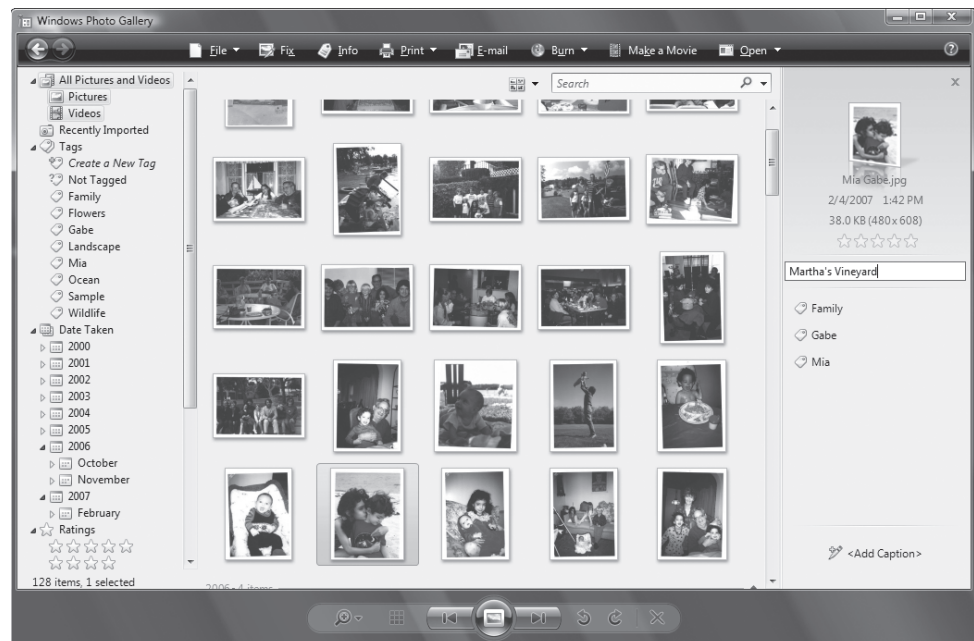 Windows Photo Gallery
File Fix Info Print E-mail Burn Make a Movie Open
All Pictures and Videos
Pictures
Videos
Recently Imported
Tags
Create a New Tag
Not Tagged
Family
Flowers
Gabe
Landscape
Mia
Ocean
Sample
Wildlife
Date Taken
2000
2001
2002
2003
2004
2005
2006
October
November
2007
February
Ratings
128 items, 1 selected
Search
2006 - 4 items
Mia Gabe.jpg
2/4/2007 1:42 PM
38.0 KB (480 x 608)
Martha's Vineyard
Family
Gabe
Mia
<Add Caption>